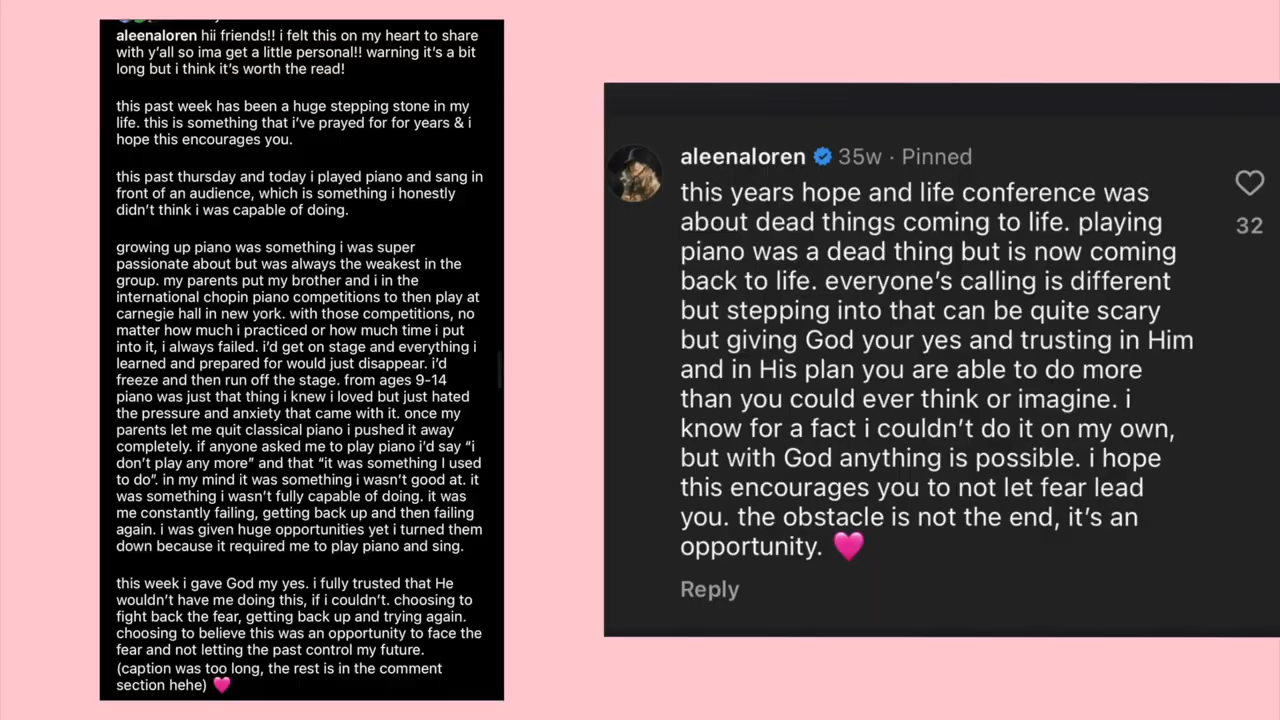 aleenaloren hii friends!! i felt this on my heart to share
with y'all so ima get a little personal!! warning it's a bit
long but i think it's worth the read!
this past week has been a huge stepping stone in my
life. this is something that i've prayed for for years & i
hope this encourages you.
this past thursday and today i played piano and sang in
front of an audience, which is something i honestly
didn't think i was capable of doing.
growing up piano was something i was super
passionate about but was always the weakest in the
group. my parents put my brother and i in the
international chopin piano competitions to then play at
carnegie hall in new york. with those competitions, no
matter how much i practiced or how much time i put
into it, i always failed. i'd get on stage and everything i
learned and prepared for would just disappear. i'd
freeze and then run off the stage. from ages 9-14
piano was just that thing i knew i loved but just hated
the pressure and anxiety that came with it. once my
parents let me quit classical piano i pushed it away
completely. if anyone asked me to play piano i'd say “i
don't play any more” and that “it was something I used
to do”. in my mind it was something i wasn't good at. it
was something i wasn't fully capable of doing. it was
me constantly failing, getting back up and then failing
again. i was given huge opportunities yet i turned them
down because it required me to play piano and sing.
this week i gave God my yes. i fully trusted that He
wouldn't have me doing this, if i couldn't. choosing to
fight back the fear, getting back up and trying again.
choosing to believe this was an opportunity to face the
fear and not letting the past control my future.
(caption was too long, the rest is in the comment
section hehe) 💗
aleenaloren 35w · Pinned
this years hope and life conference was
about dead things coming to life. playing
piano was a dead thing but is now coming
back to life. everyone's calling is different
but stepping into that can be quite scary
but giving God your yes and trusting in Him
and in His plan you are able to do more
than you could ever think or imagine. i
know for a fact i couldn't do it on my own,
but with God anything is possible. i hope
this encourages you to not let fear lead
you. the obstacle is not the end, it's an
opportunity. 💗
32
Reply